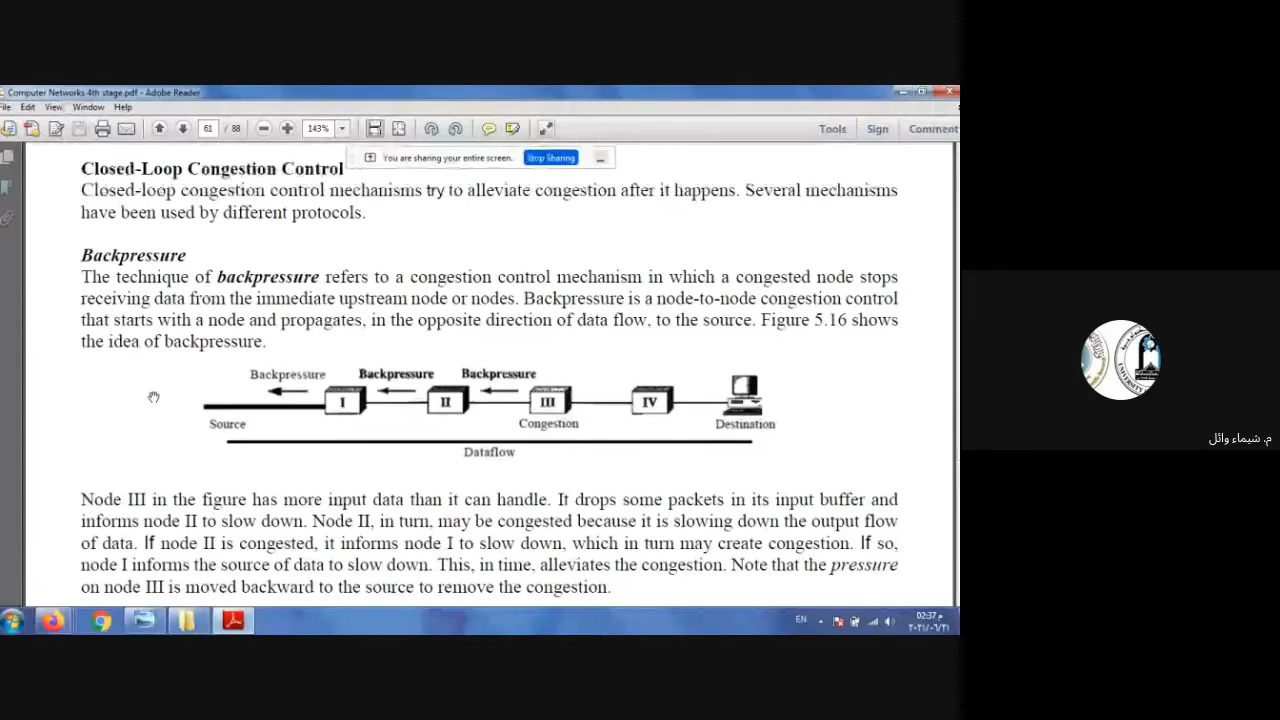 Computer Networks 4th stage.pdf - Adobe Reader
File Edit View Window Help
61 / 88 143% Tools Sign Comment
You are sharing your entire screen. Stop Sharing
Closed-Loop Congestion Control
Closed-loop congestion control mechanisms try to alleviate congestion after it happens. Several mechanisms
have been used by different protocols.
Backpressure
The technique of backpressure refers to a congestion control mechanism in which a congested node stops
receiving data from the immediate upstream node or nodes. Backpressure is a node-to-node congestion control
that starts with a node and propagates, in the opposite direction of data flow, to the source. Figure 5.16 shows
the idea of backpressure.
Backpressure Backpressure Backpressure
I II III IV
Source Congestion Destination
Dataflow
Node III in the figure has more input data than it can handle. It drops some packets in its input buffer and
informs node II to slow down. Node II, in turn, may be congested because it is slowing down the output flow
of data. If node II is congested, it informs node I to slow down, which in turn may create congestion. If so,
node I informs the source of data to slow down. This, in time, alleviates the congestion. Note that the pressure
on node III is moved backward to the source to remove the congestion.
م. شيماء وائل
EN 02:37 م
٢٠٢١/٠٦/٢١